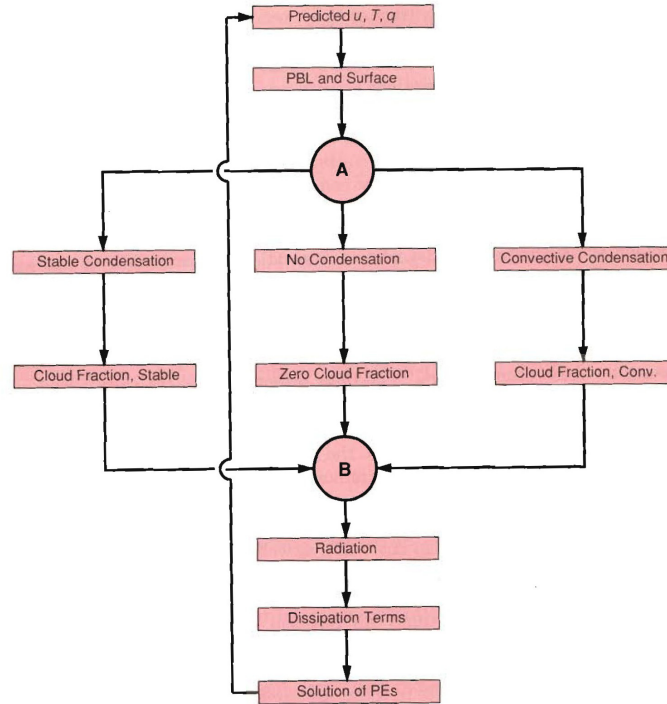 Predicted u, T, q
PBL and Surface
A
Stable Condensation
No Condensation
Convective Condensation
Cloud Fraction, Stable
Zero Cloud Fraction
Cloud Fraction, Conv.
B
Radiation
Dissipation Terms
Solution of PEs